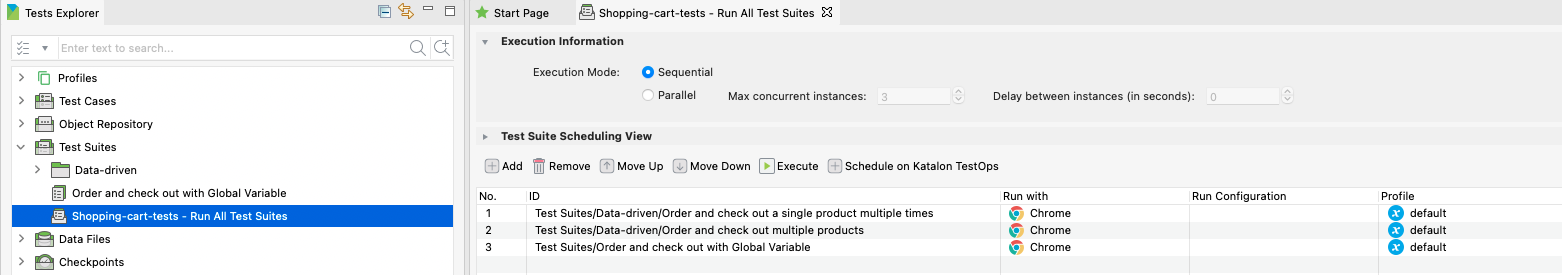 Tests Explorer
Enter text to search...
Profiles
Test Cases
Object Repository
Test Suites
Data-driven
Order and check out with Global Variable
Shopping-cart-tests - Run All Test Suites
Data Files
Checkpoints
Start Page
Shopping-cart-tests - Run All Test Suites
Execution Information
Execution Mode: Sequential
Parallel Max concurrent instances: 3 Delay between instances (in seconds): 0
Test Suite Scheduling View
Add Remove Move Up Move Down Execute Schedule on Katalon TestOps
No. ID Run with Run Configuration Profile
1 Test Suites/Data-driven/Order and check out a single product multiple times Chrome default
2 Test Suites/Data-driven/Order and check out multiple products Chrome default
3 Test Suites/Order and check out with Global Variable Chrome default